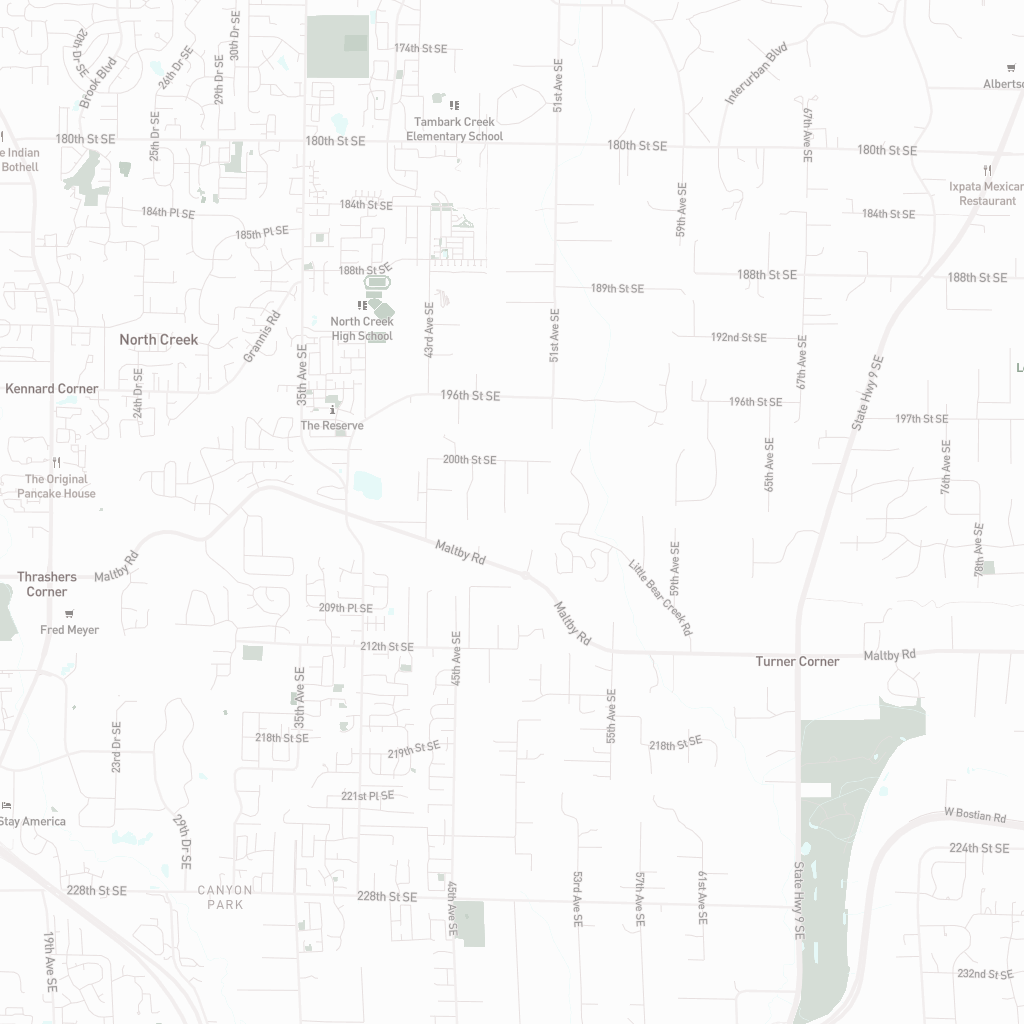 174th St SE
20th Dr SE
Brook Blvd
26th Dr SE
29th Dr SE
30th Dr SE
51st Ave SE
Interurban Blvd
Albertso
67th Ave SE
Tambark Creek
Elementary School
180th St SE
180th St SE
180th St SE
180th St SE
25th Dr SE
e Indian
Bothell
Ixpata Mexican
Restaurant
184th Pl SE
184th St SE
59th Ave SE
184th St SE
185th Pl SE
188th St SE
188th St SE
188th St SE
189th St SE
North Creek
High School
43rd Ave SE
51st Ave SE
192nd St SE
67th Ave SE
North Creek
Grannis Rd
35th Ave SE
State Hwy 9 SE
Lo
Kennard Corner
24th Dr SE
196th St SE
196th St SE
197th St SE
The Reserve
200th St SE
65th Ave SE
76th Ave SE
The Original
Pancake House
Maltby Rd
Maltby Rd
Little Bear Creek Rd
59th Ave SE
78th Ave SE
Thrashers
Corner
Fred Meyer
209th Pl SE
Maltby Rd
212th St SE
45th Ave SE
Turner Corner
Maltby Rd
35th Ave SE
55th Ave SE
23rd Dr SE
218th St SE
219th St SE
218th St SE
221st Pl SE
Stay America
29th Dr SE
W Bostian Rd
224th St SE
228th St SE
CANYON
PARK
228th St SE
45th Ave SE
53rd Ave SE
57th Ave SE
61st Ave SE
State Hwy 9 SE
19th Ave SE
232nd St SE